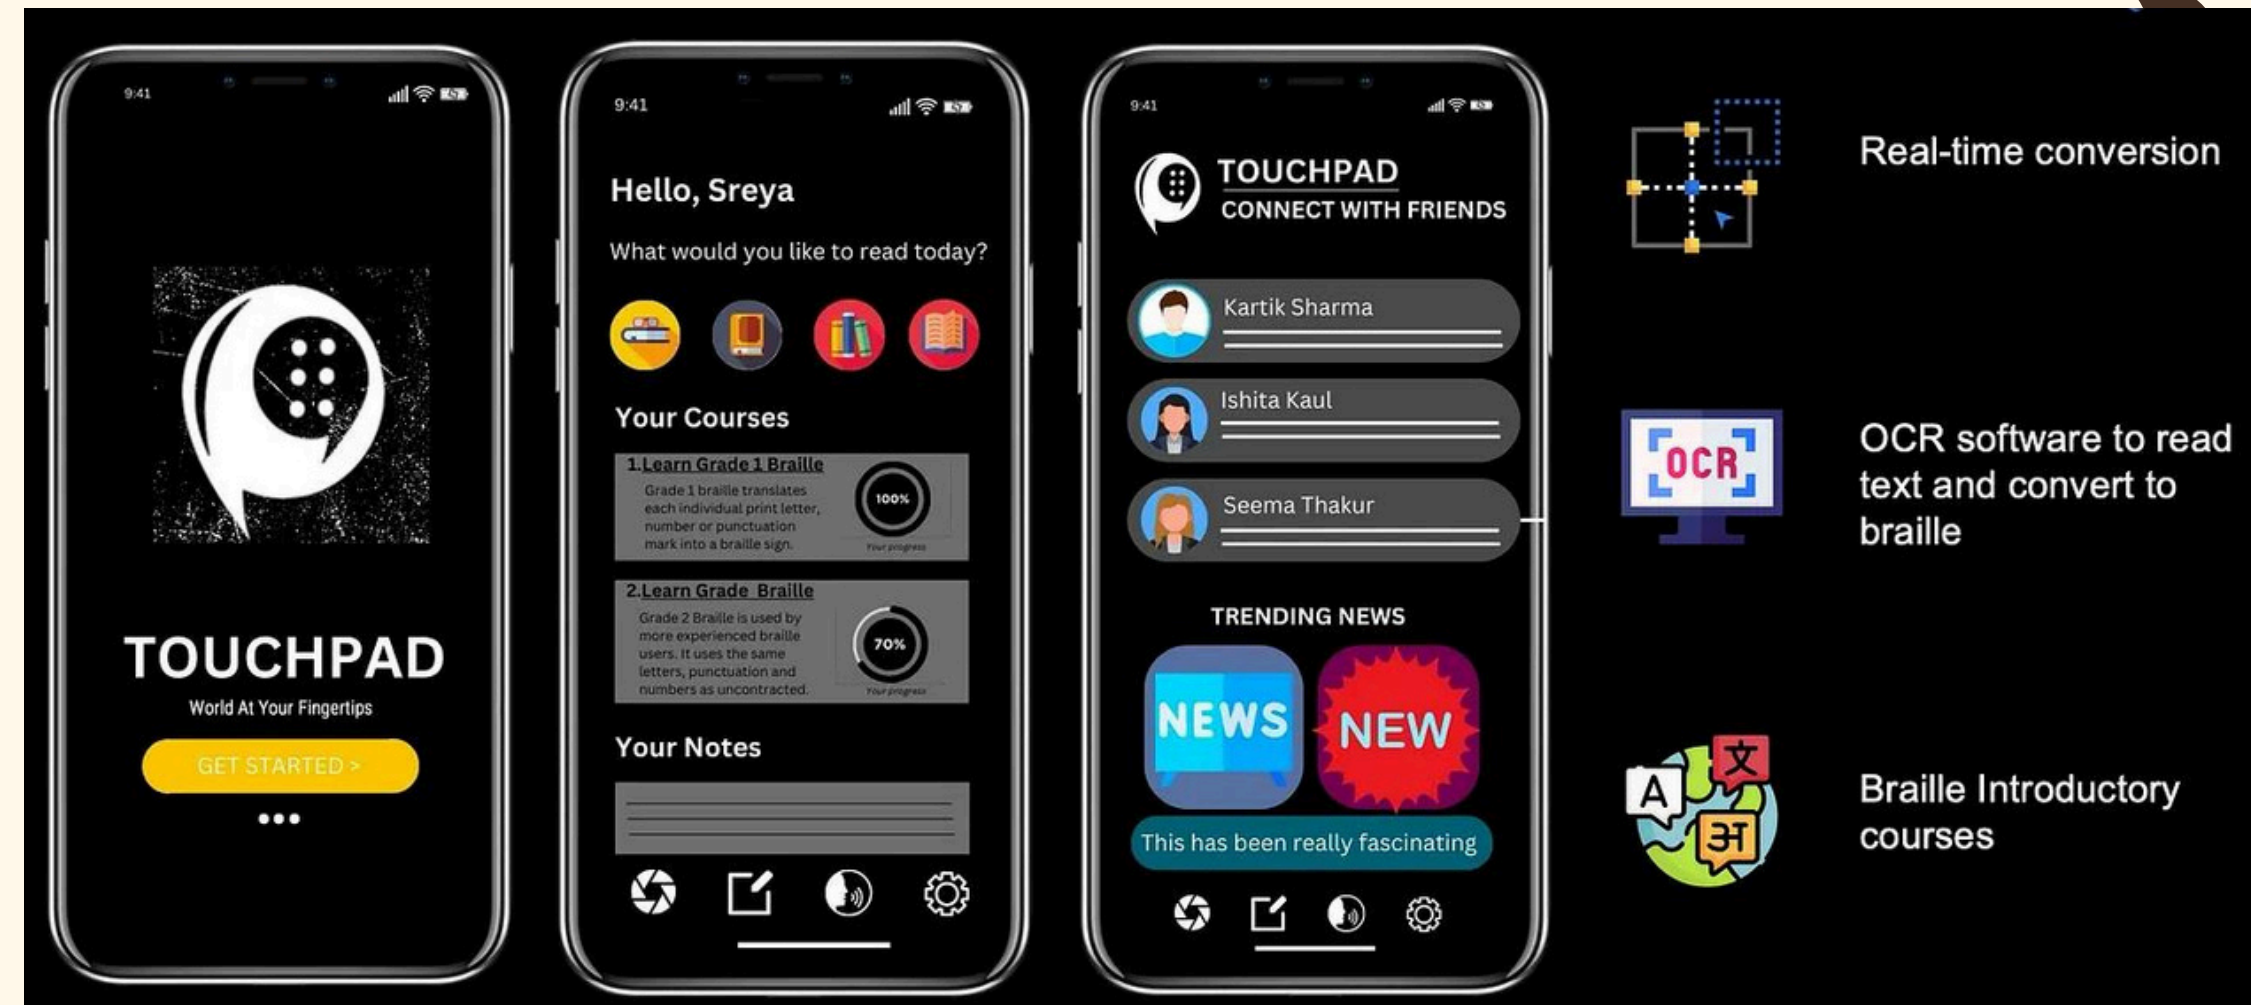 9:41
TOUCHPAD
World At Your Fingertips
GET STARTED >
9:41
Hello, Sreya
What would you like to read today?
Your Courses
1.Learn Grade 1 Braille
Grade 1 braille translates
each individual print letter,
number or punctuation
mark into a braille sign.
100%
Your progress
2.Learn Grade  Braille
Grade 2 Braille is used by
more experienced braille
users. It uses the same
letters, punctuation and
numbers as uncontracted.
70%
Your progress
Your Notes
9:41
TOUCHPAD
CONNECT WITH FRIENDS
Kartik Sharma
Ishita Kaul
Seema Thakur
TRENDING NEWS
NEWS
NEW
This has been really fascinating
Real-time conversion
OCR
OCR software to read
text and convert to
braille
A
文
अ
Braille Introductory
courses